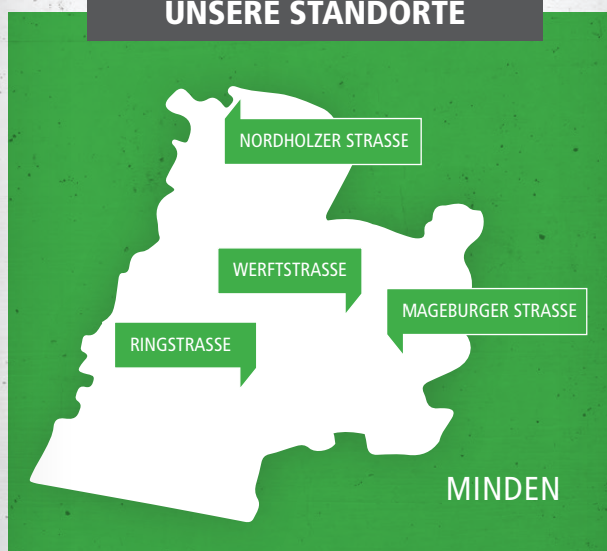 UNSERE STANDORTE
NORDHOLZER STRASSE
WERFTSTRASSE
MAGEBURGER STRASSE
RINGSTRASSE
MINDEN